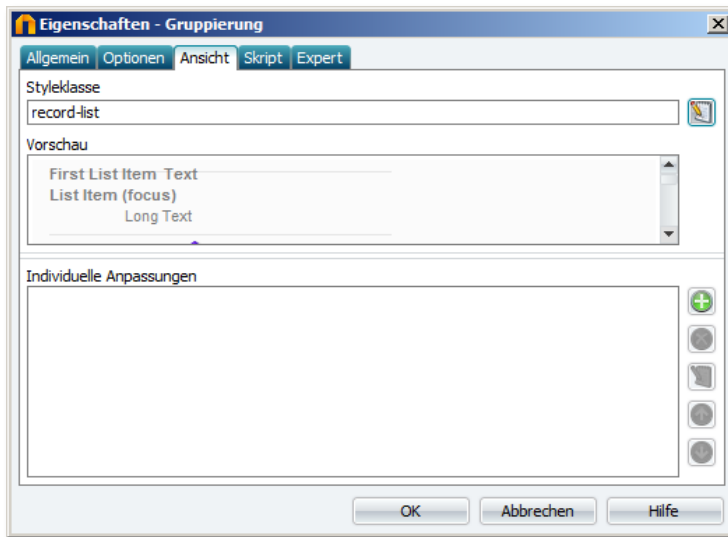 Eigenschaften - Gruppierung
Allgemein Optionen Ansicht Skript Expert
Styleklasse
record-list
Vorschau
First List Item Text
List Item (focus)
Long Text
Individuelle Anpassungen
OK Abbrechen Hilfe